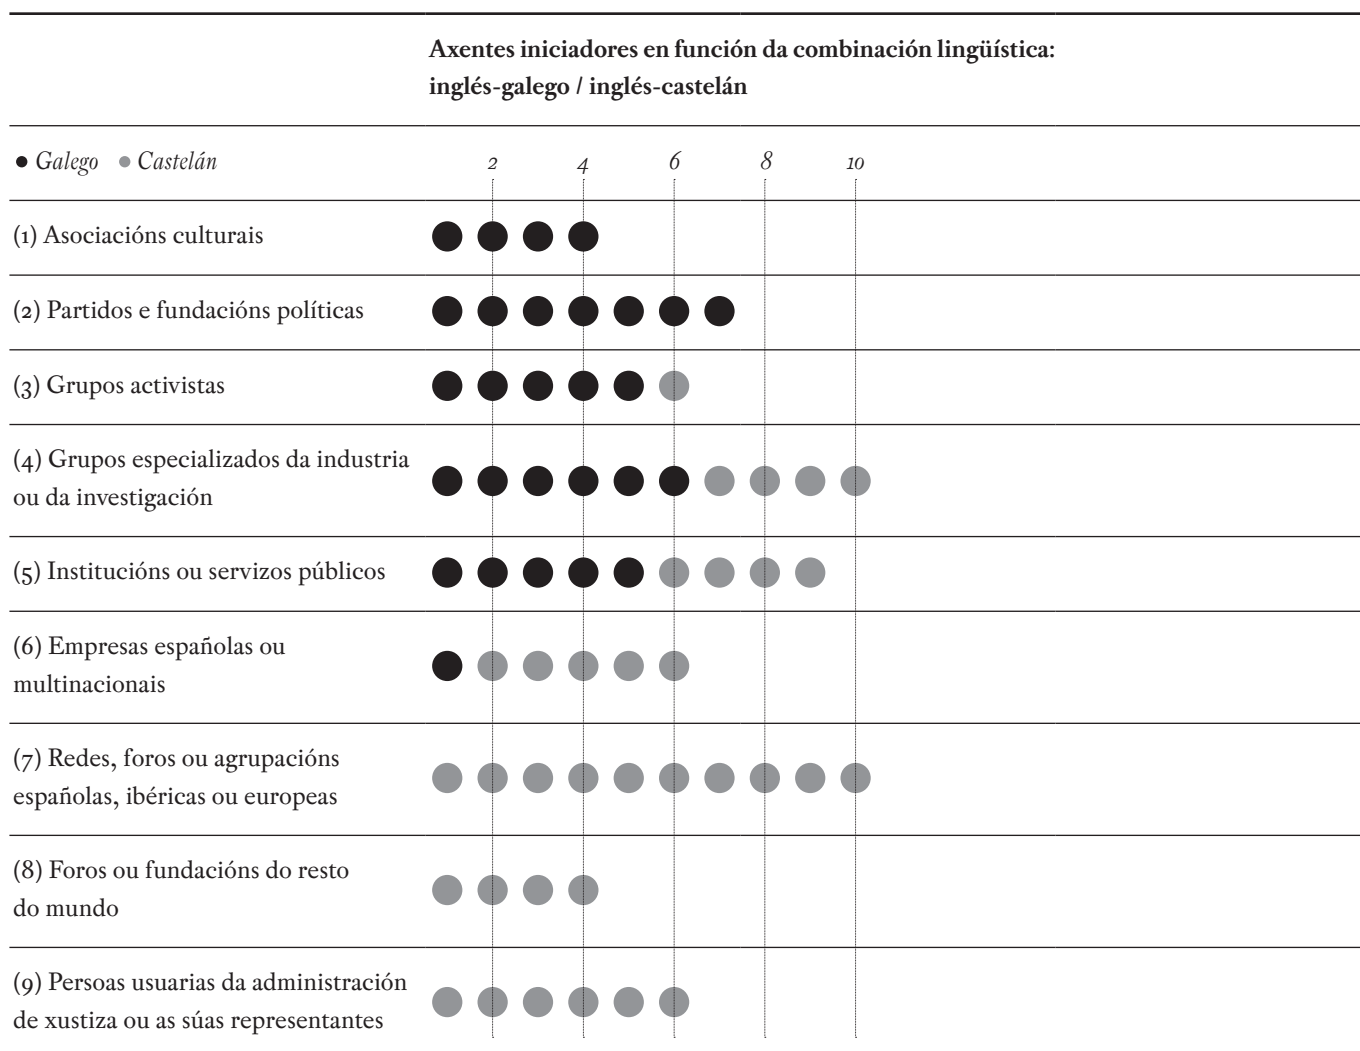 Axentes iniciadores en función da combinación lingüística:
inglés-galego / inglés-castelán
Galego Castelán 2 4 6 8 10
(1) Asociacións culturais
(2) Partidos e fundacións políticas
(3) Grupos activistas
(4) Grupos especializados da industria
ou da investigación
(5) Institucións ou servizos públicos
(6) Empresas españolas ou
multinacionais
(7) Redes, foros ou agrupacións
españolas, ibéricas ou europeas
(8) Foros ou fundacións do resto
do mundo
(9) Persoas usuarias da administración
de xustiza ou as súas representantes